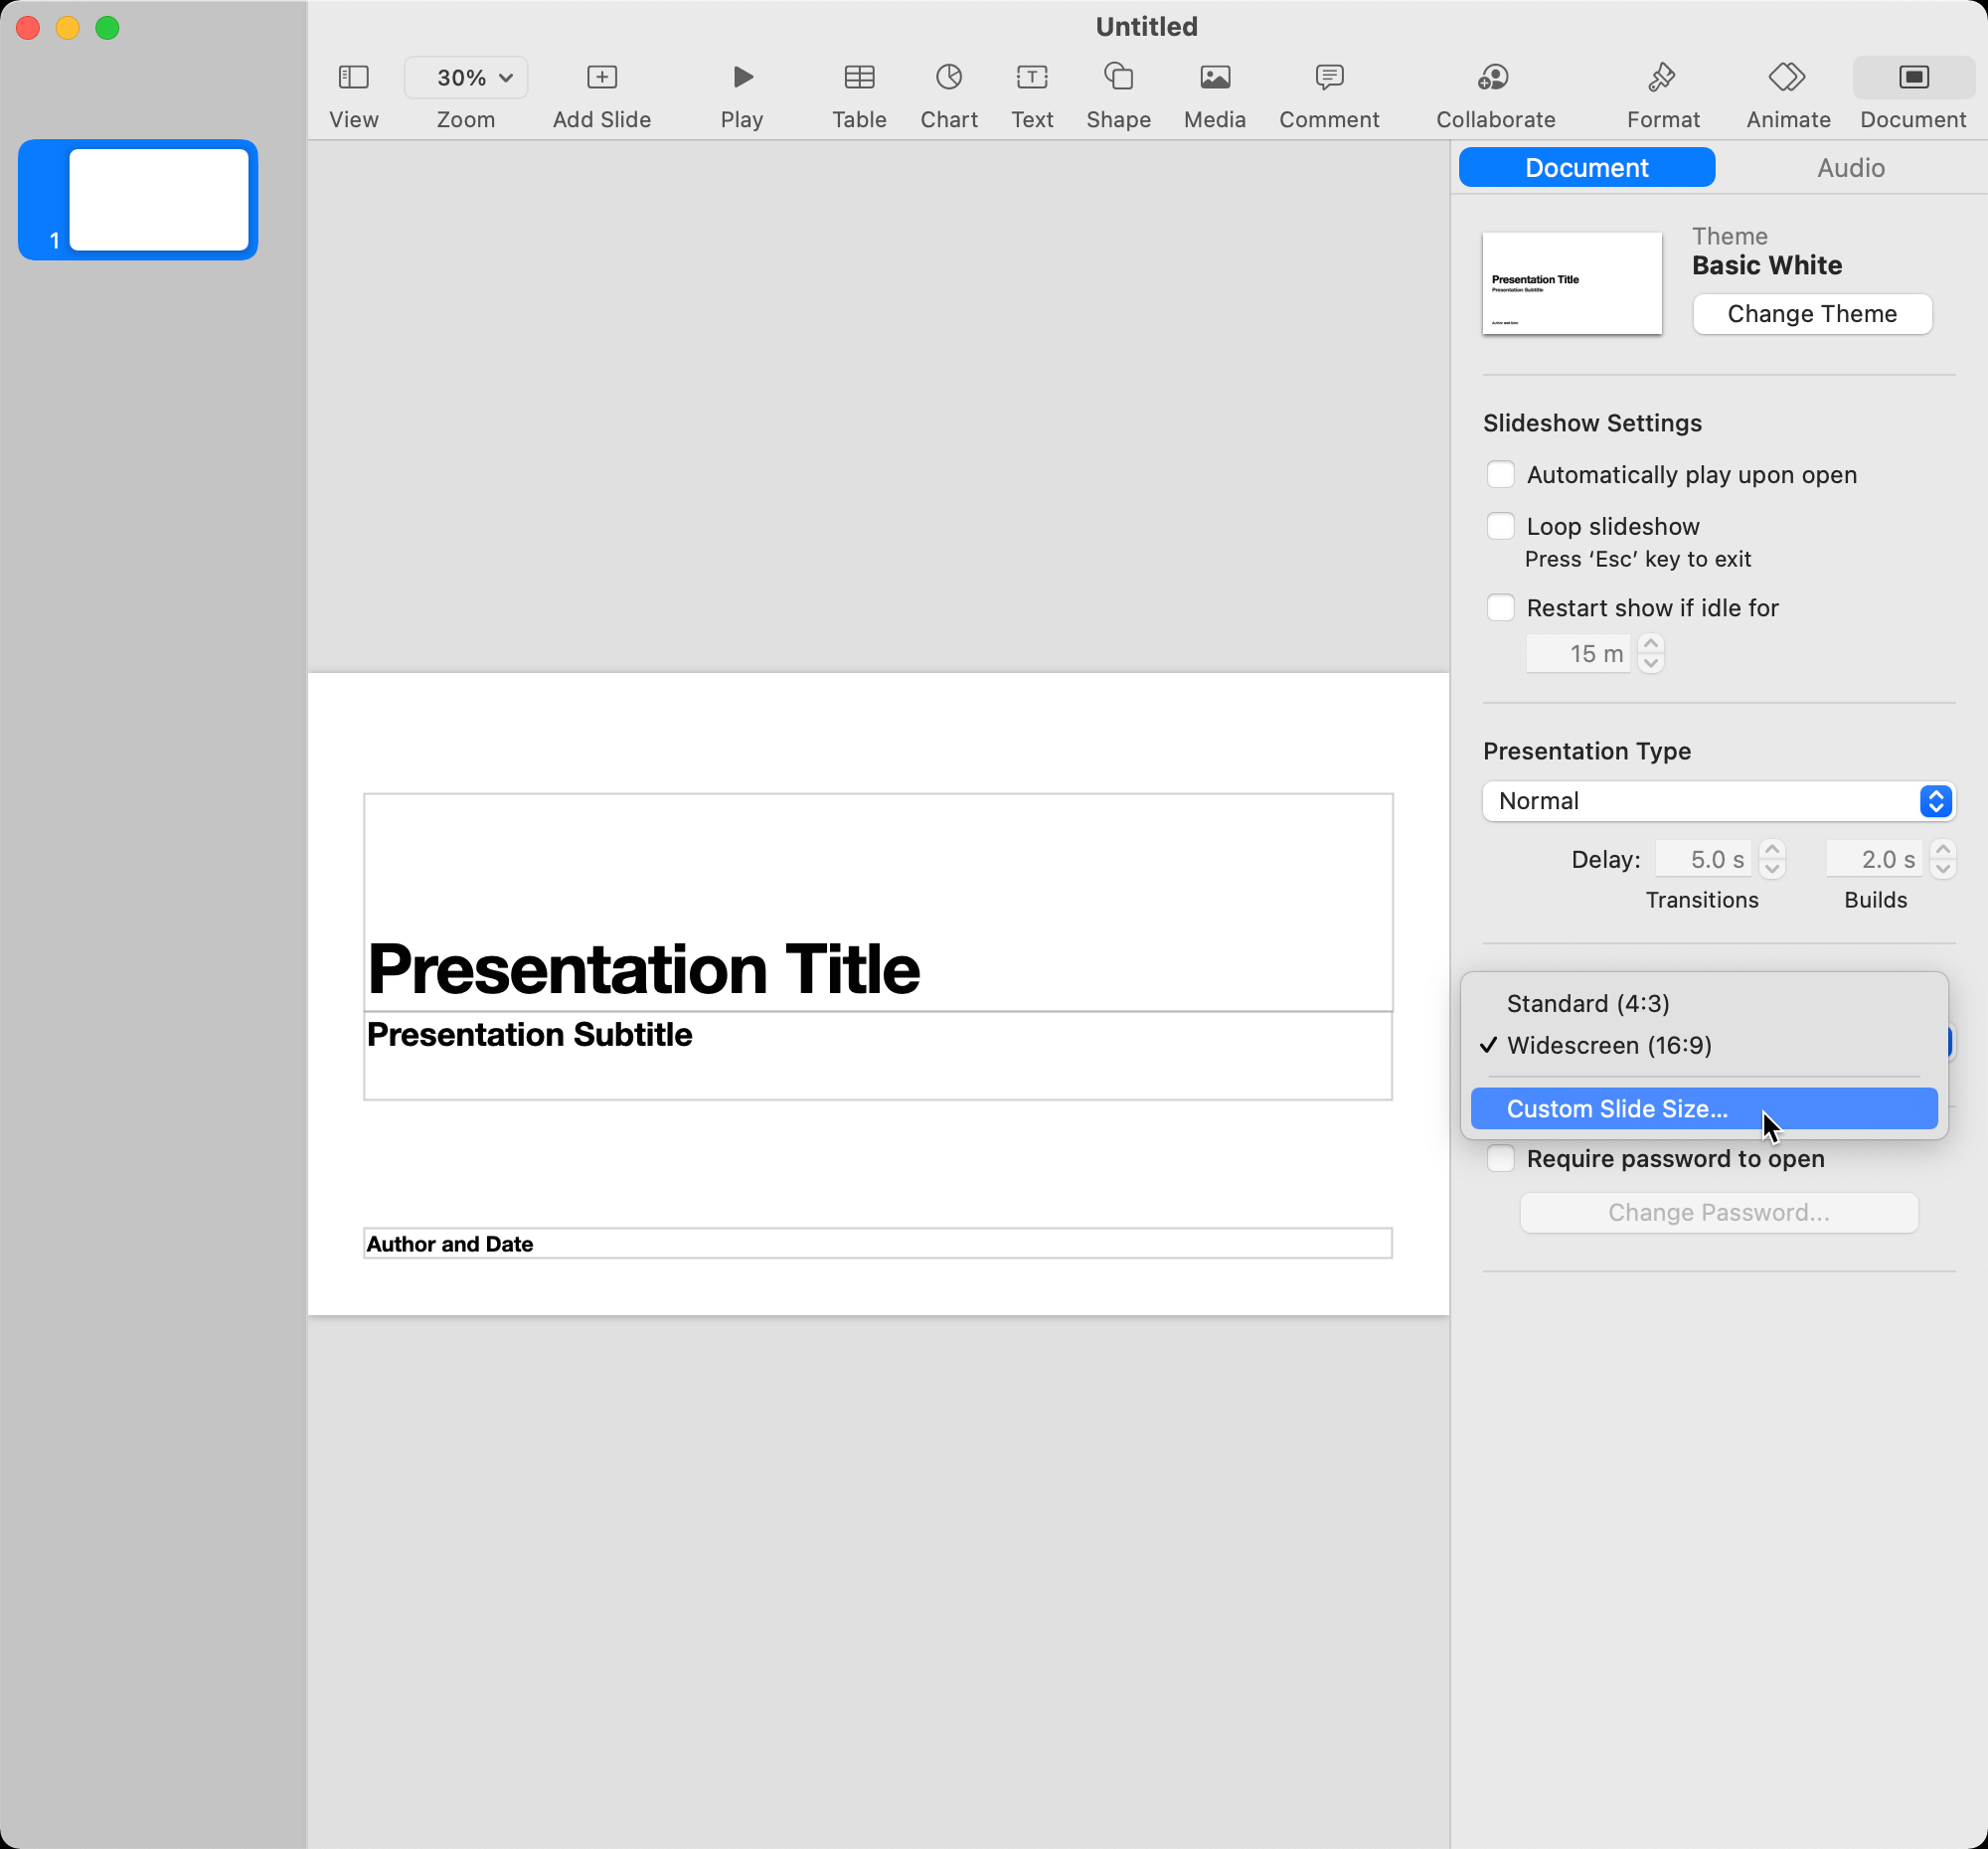 Untitled
30%
View
Zoom
Add Slide
Play
Table
Chart
Text
Shape
Media
Comment
Collaborate
Format
Animate
Document
1
Document
Audio
Presentation Title
Presentation Subtitle
Author and Date
Theme
Basic White
Change Theme
Slideshow Settings
Automatically play upon open
Loop slideshow
Press ‘Esc’ key to exit
Restart show if idle for
15 m
Presentation Type
Normal
Delay:
5.0 s
2.0 s
Transitions
Builds
Standard (4:3)
✓ Widescreen (16:9)
Custom Slide Size...
Require password to open
Change Password...
Presentation Title
Presentation Subtitle
Author and Date